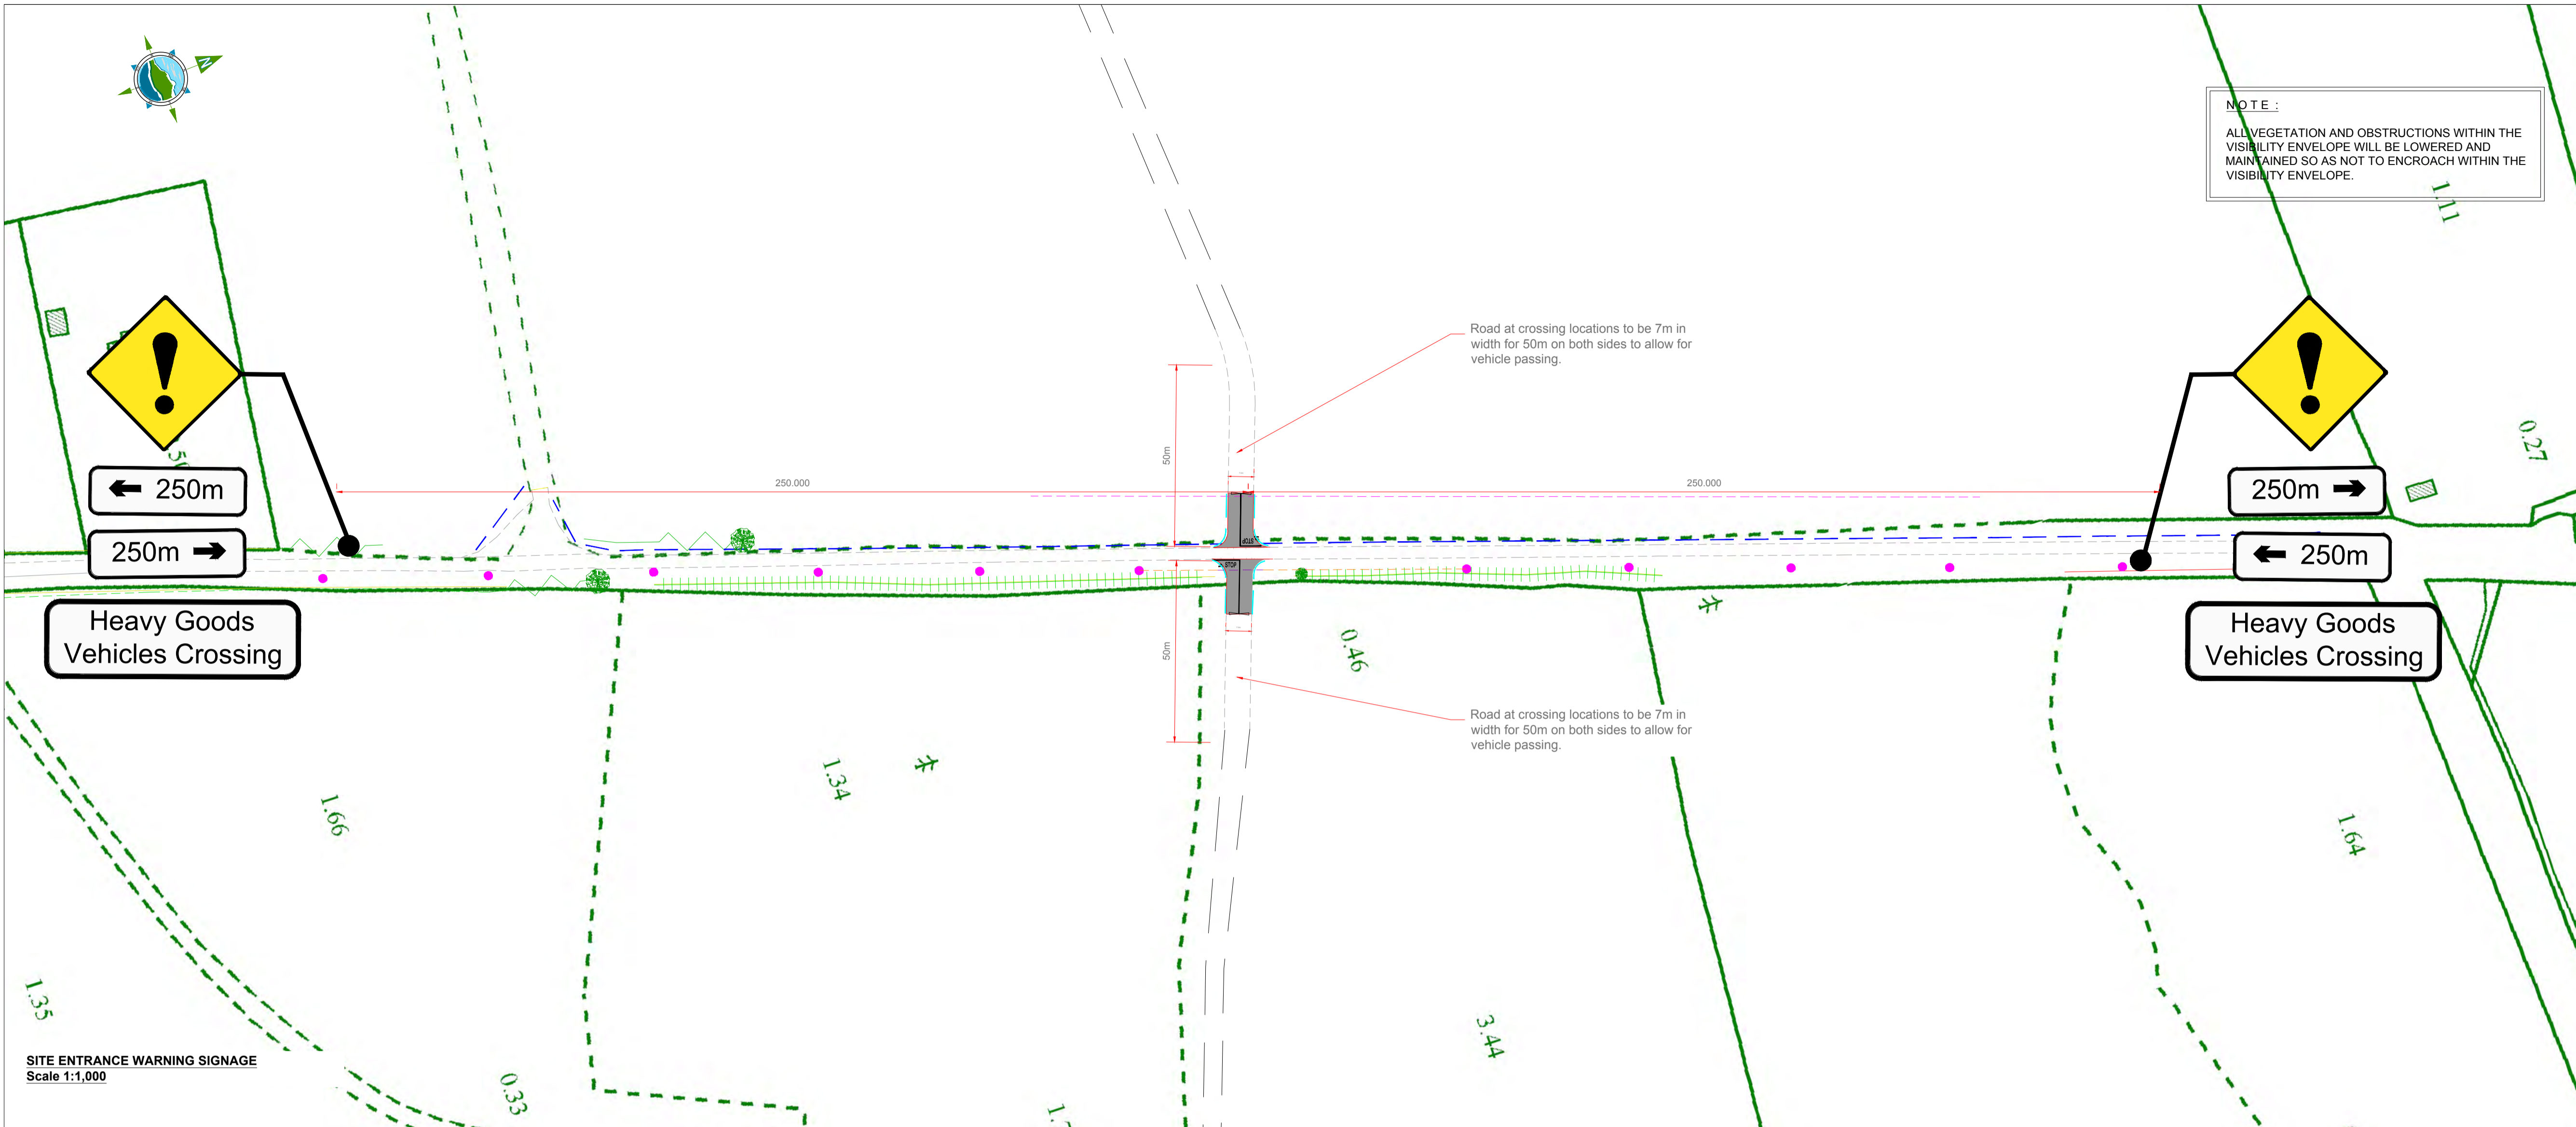 N
NOTE :
ALL VEGETATION AND OBSTRUCTIONS WITHIN THE
VISIBILITY ENVELOPE WILL BE LOWERED AND
MAINTAINED SO AS NOT TO ENCROACH WITHIN THE
VISIBILITY ENVELOPE.
1.11
Road at crossing locations to be 7m in
width for 50m on both sides to allow for
vehicle passing.
!
!
0.27
50m
250.000
250.000
← 250m
250m →
250m →
← 250m
STOP
STOP
Heavy Goods
Vehicles Crossing
Heavy Goods
Vehicles Crossing
50m
0.46
Road at crossing locations to be 7m in
width for 50m on both sides to allow for
vehicle passing.
1.66
1.34
1.64
1.35
3.44
SITE ENTRANCE WARNING SIGNAGE
Scale 1:1,000
0.33